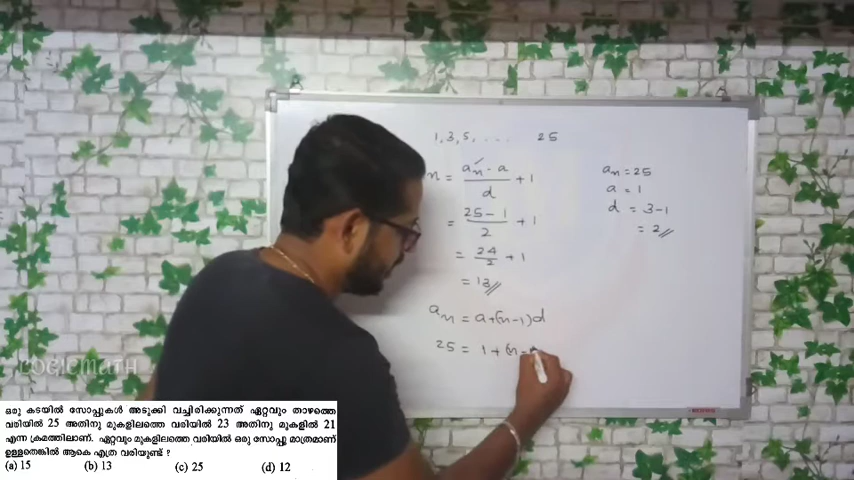 1, 3, 5, .... 25
n = (aₙ - a)/d + 1
= (25 - 1)/2 + 1
= 24/2 + 1
= 13
aₙ = a+(n-1)d
25 = 1 + (n-
aₙ = 25
a = 1
d = 3-1
= 2
LOGICMATH
ഒരു കടയിൽ സോപ്പുകൾ അടുക്കി വച്ചിരിക്കുന്നത് ഏറ്റവും താഴത്തെ
വരിയിൽ 25 അതിനു മുകളിലത്തെ വരിയിൽ 23 അതിനു മുകളിൽ 21
എന്ന ക്രമത്തിലാണ്. ഏറ്റവും മുകളിലത്തെ വരിയിൽ ഒരു സോപ്പു മാത്രമാണ്
ഉള്ളതെങ്കിൽ ആകെ എത്ര വരിയുണ്ട് ?
(a) 15 (b) 13 (c) 25 (d) 12